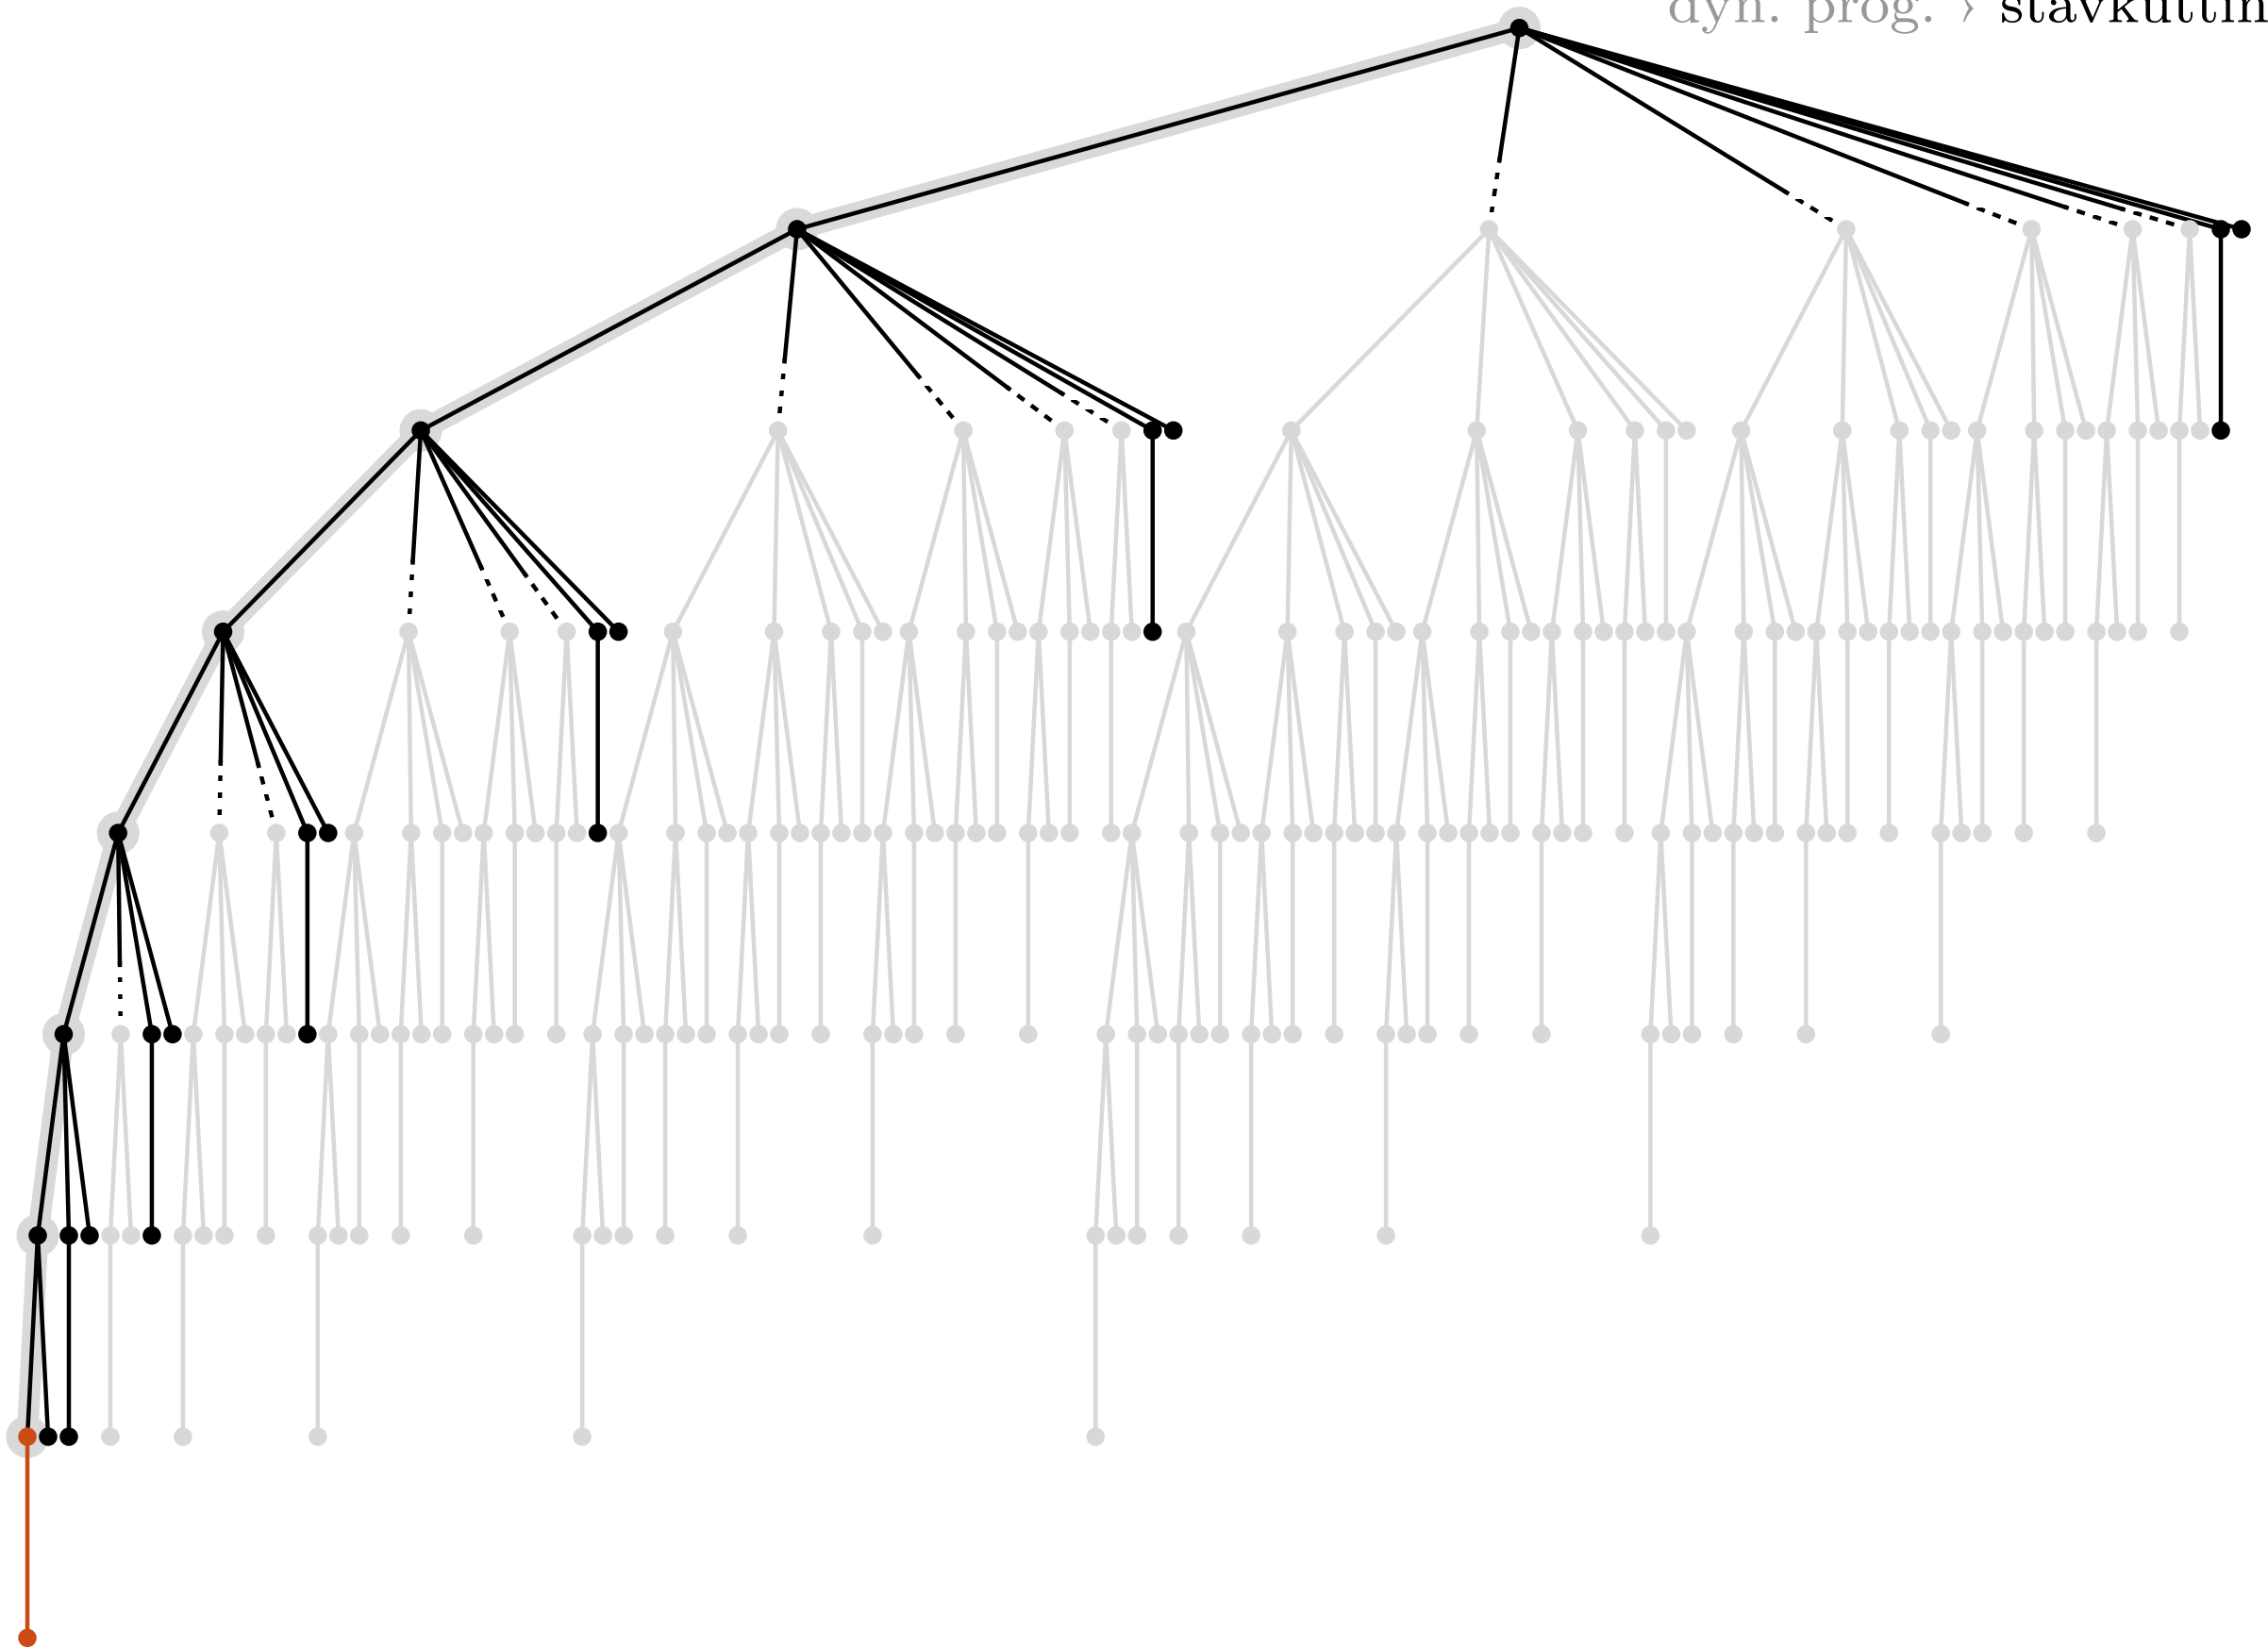 dyn. prog. › stavkuttin